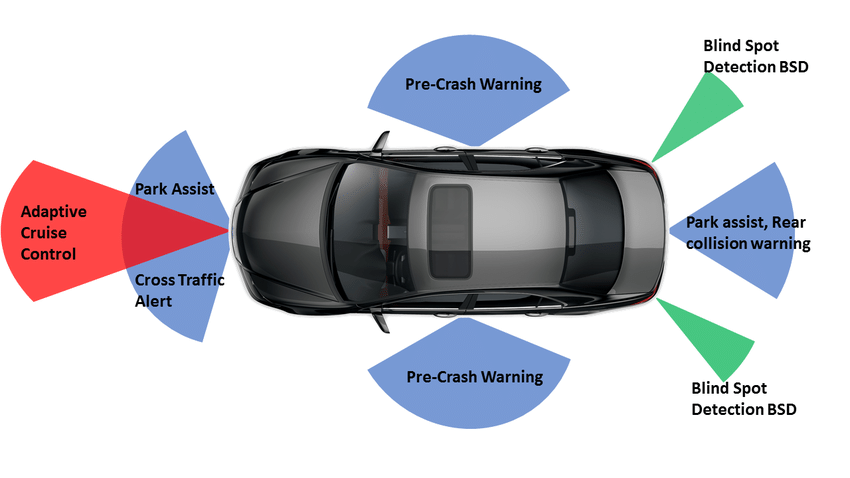 Blind Spot
Detection BSD
Pre-Crash Warning
Park Assist
Adaptive
Cruise
Control
Park assist, Rear
collision warning
Cross Traffic
Alert
Pre-Crash Warning
Blind Spot
Detection BSD